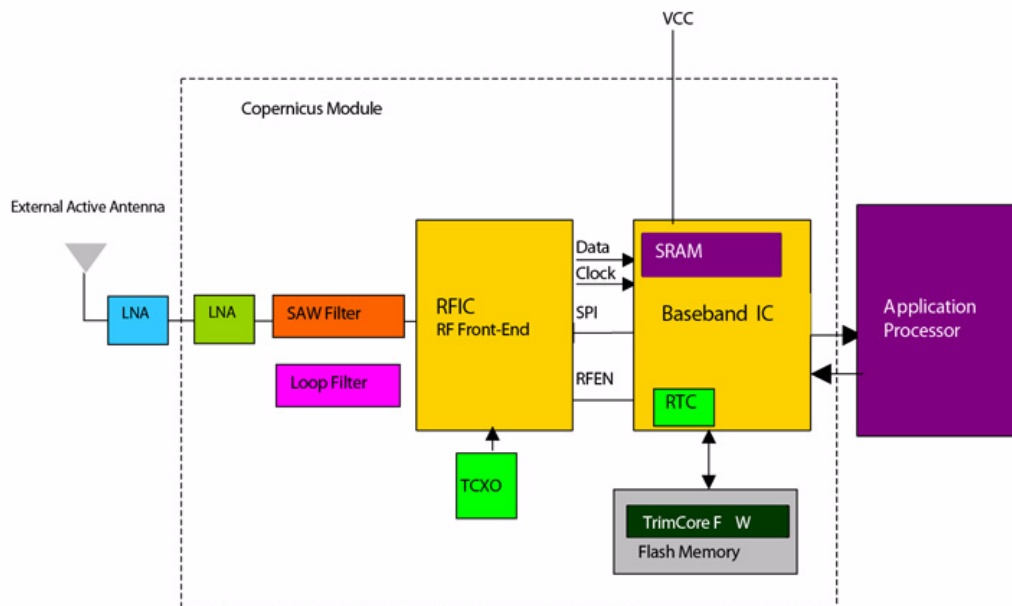 VCC
Copernicus Module
External Active Antenna
LNA
LNA
SAW Filter
Loop Filter
RFIC
RF Front-End
TCXO
Data
Clock
SPI
RFEN
SRAM
Baseband IC
RTC
TrimCore F W
Flash Memory
Application
Processor